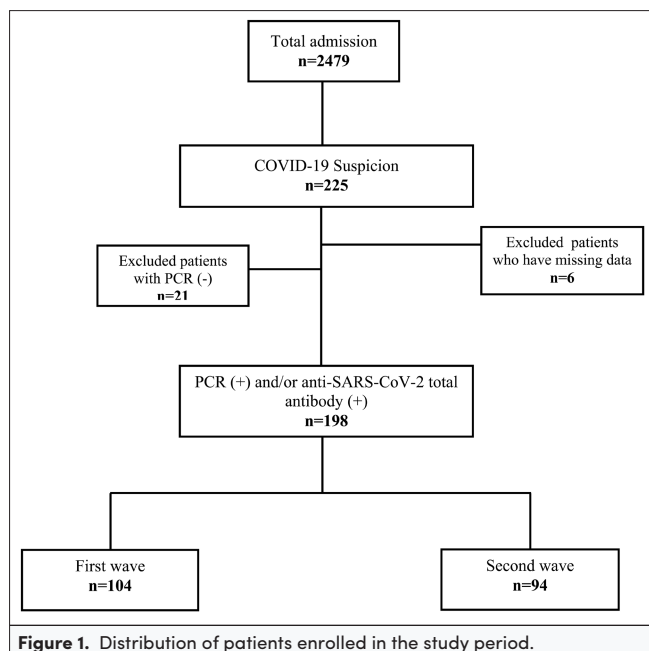 Total admission
n=2479
COVID-19 Suspicion
n=225
Excluded patients
with PCR (-)
n=21
Excluded patients
who have missing data
n=6
PCR (+) and/or anti-SARS-CoV-2 total
antibody (+)
n=198
First wave
n=104
Second wave
n=94
Figure 1. Distribution of patients enrolled in the study period.